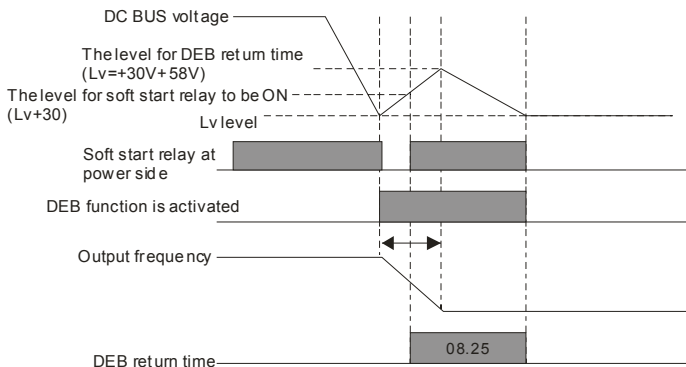 DC BUS voltage
The level for DEB return time
(Lv=+30V+58V)
The level for soft start relay to be ON
(Lv+30)
Lv level
Soft start relay at
power side
DEB function is activated
Output frequency
08.25
DEB return time